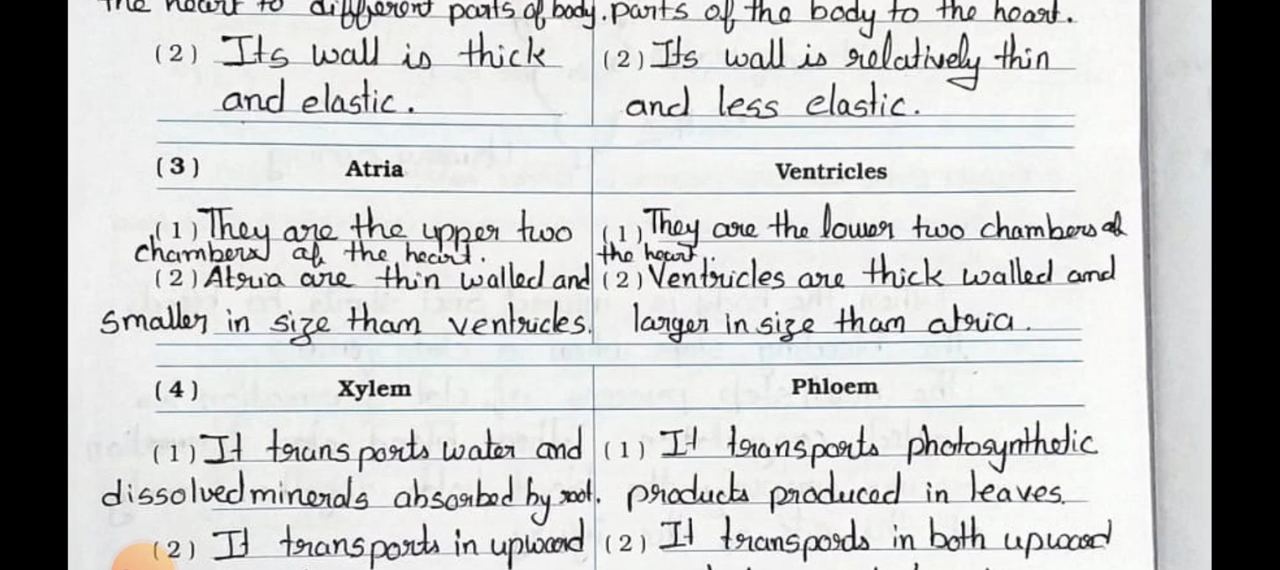 the heart to different parts of body. parts of the body to the heart.
(2) Its wall is thick (2) Its wall is relatively thin
and elastic. and less elastic.
(3) Atria Ventricles
(1) They are the upper two (1) They are the lower two chambers of
chambers of the heart. the heart
(2) Atria are thin walled and (2) Ventricles are thick walled and
smaller in size than ventricles. larger in size than atria.
(4) Xylem Phloem
(1) It transports water and (1) It transports photosynthetic
dissolved minerals absorbed by root. products produced in leaves.
(2) It transports in upward (2) It transports in both upward